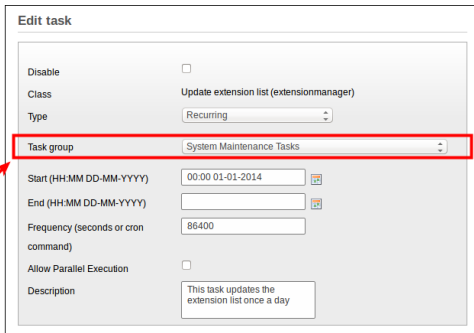 Edit task
Disable
Class Update extension list (extensionmanager)
Type Recurring
Task group System Maintenance Tasks
Start (HH:MM DD-MM-YYYY) 00:00 01-01-2014
End (HH:MM DD-MM-YYYY)
Frequency (seconds or cron
command) 86400
Allow Parallel Execution
Description This task updates the
extension list once a day